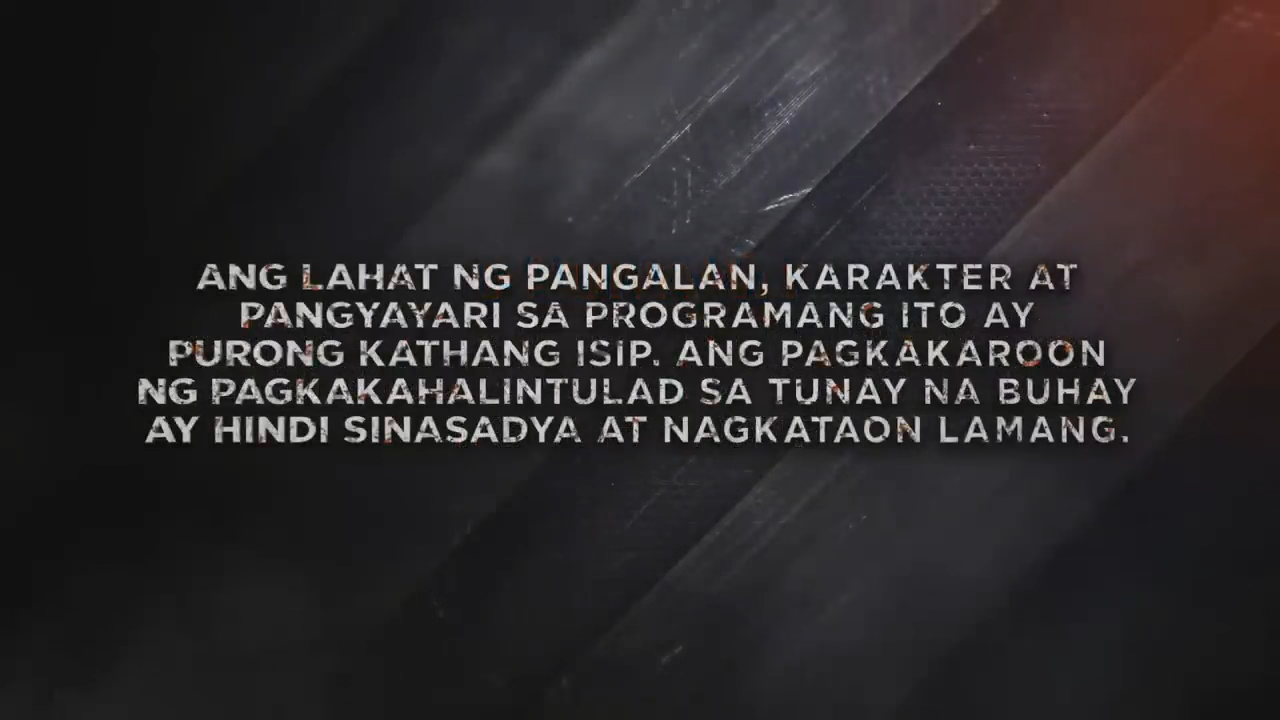 ANG LAHAT NG PANGALAN, KARAKTER AT
PANGYAYARI SA PROGRAMANG ITO AY
PURONG KATHANG ISIP. ANG PAGKAKAROON
NG PAGKAKAHALINTULAD SA TUNAY NA BUHAY
AY HINDI SINASADYA AT NAGKATAON LAMANG.